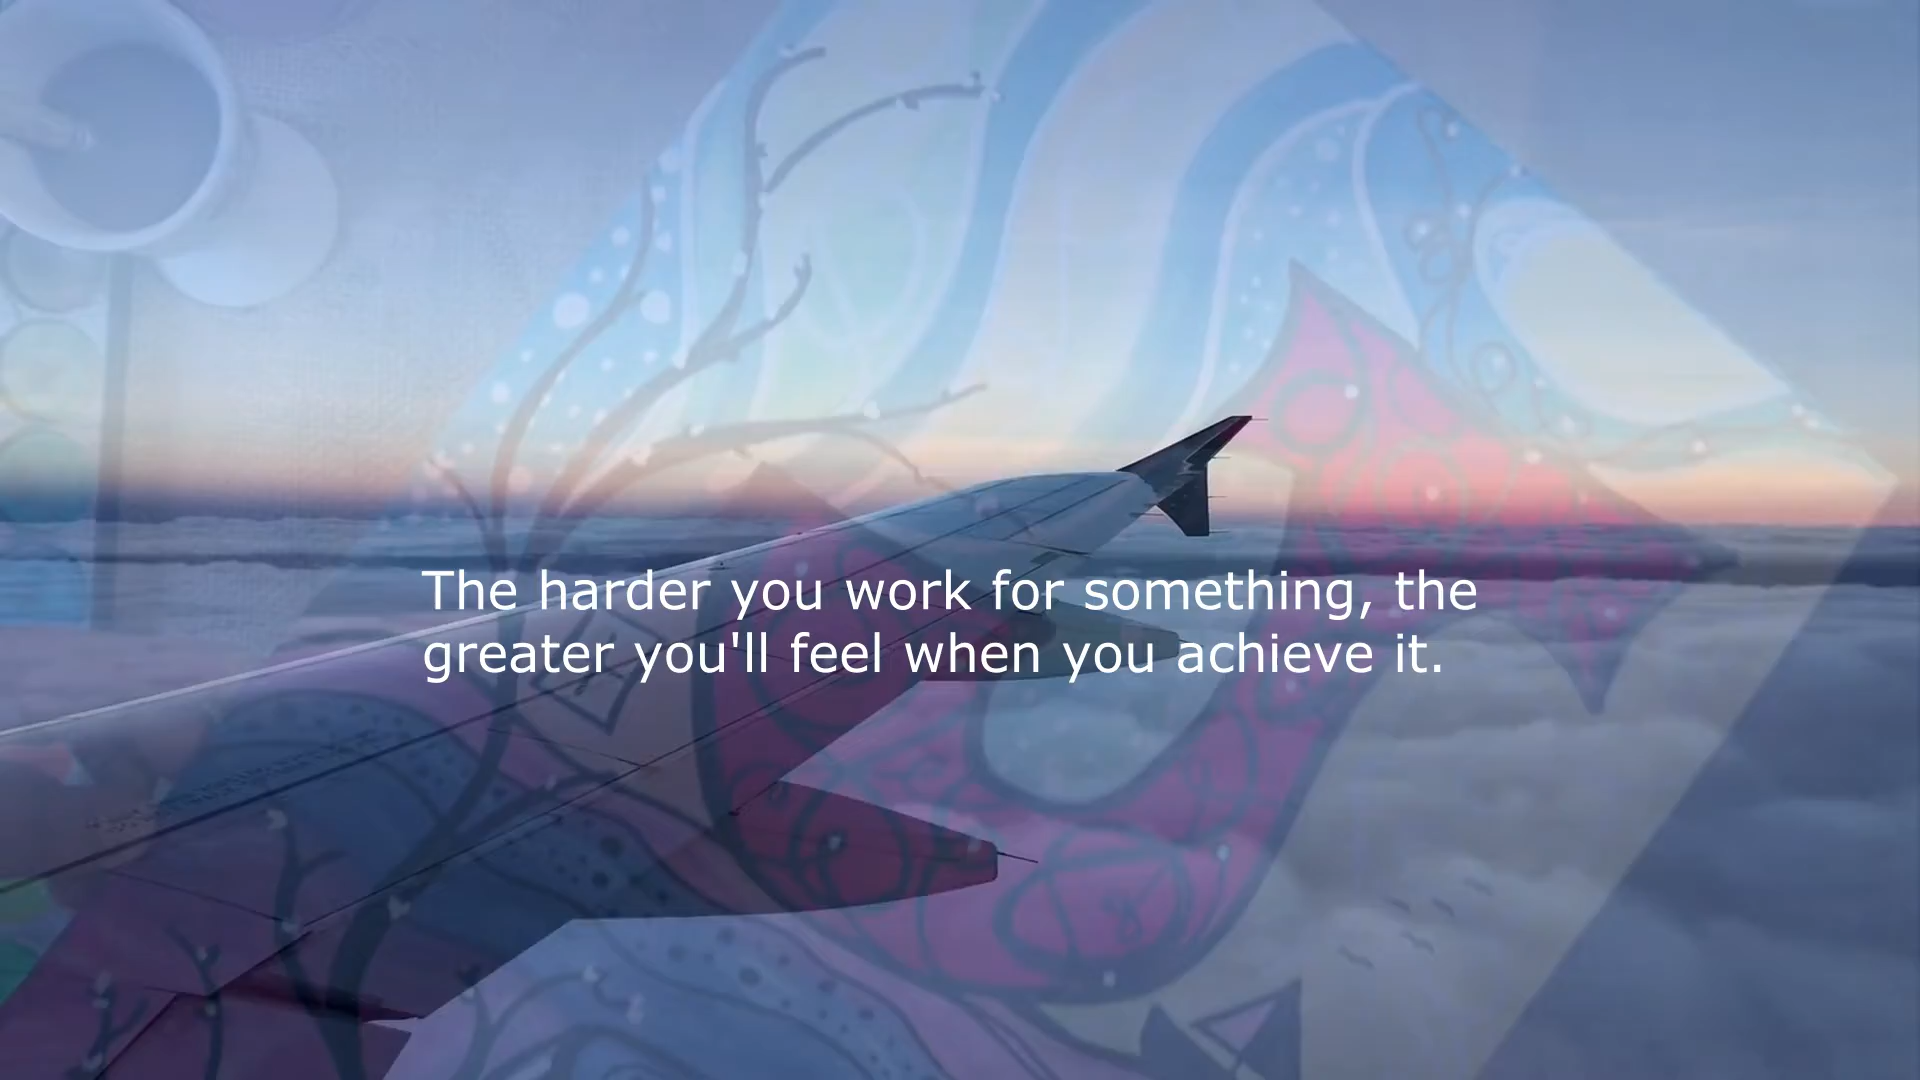 The harder you work for something, the
greater you'll feel when you achieve it.